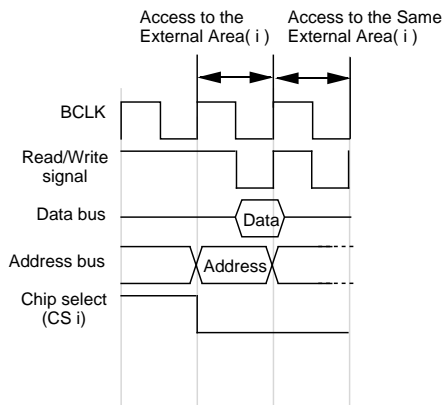 Access to the
External Area( i )
Access to the Same
External Area( i )
BCLK
Read/Write
signal
Data bus
Data
Address bus
Address
Chip select
(CS i)